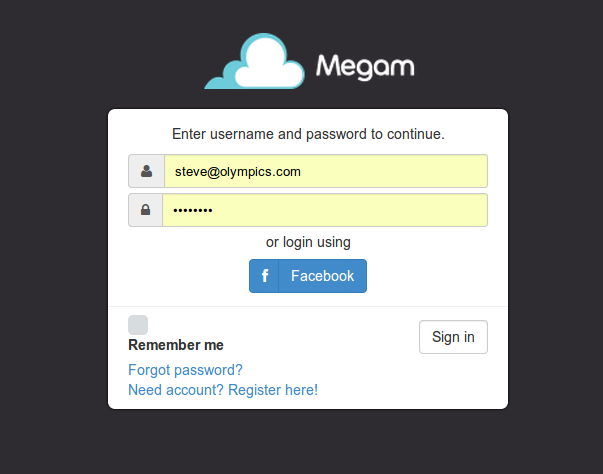 Megam
Enter username and password to continue.
steve@olympics.com
••••••••
or login using
f Facebook
Remember me
Sign in
Forgot password?
Need account? Register here!